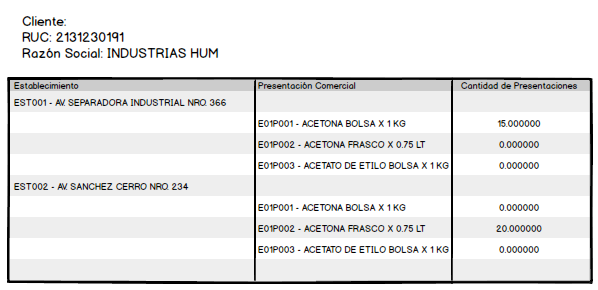 Cliente:
RUC: 2131230191
Razón Social: INDUSTRIAS HUM
Establecimiento Presentación Comercial Cantidad de Presentaciones
EST001 - AV. SEPARADORA INDUSTRIAL NRO. 366
E01P001 - ACETONA BOLSA X 1 KG 15.000000
E01P002 - ACETONA FRASCO X 0.75 LT 0.000000
E01P003 - ACETATO DE ETILO BOLSA X 1 KG 0.000000
EST002 - AV. SANCHEZ CERRO NRO. 234
E01P001 - ACETONA BOLSA X 1 KG 0.000000
E01P002 - ACETONA FRASCO X 0.75 LT 20.000000
E01P003 - ACETATO DE ETILO BOLSA X 1 KG 0.000000